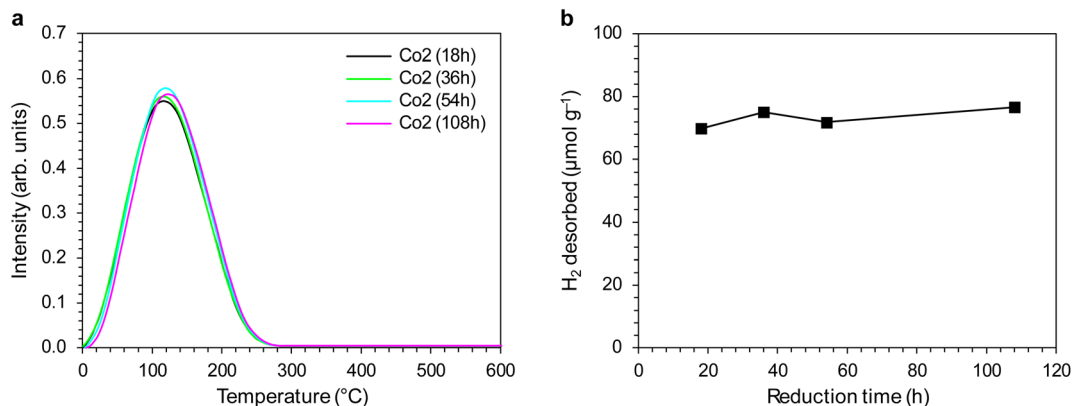 a
0.7
0.6
0.5
0.4
0.3
0.2
0.1
0.0
Intensity (arb. units)
Co2 (18h)
Co2 (36h)
Co2 (54h)
Co2 (108h)
0 100 200 300 400 500 600
Temperature (°C)
b
100
80
60
40
20
0
H₂ desorbed (µmol g⁻¹)
0 20 40 60 80 100 120
Reduction time (h)